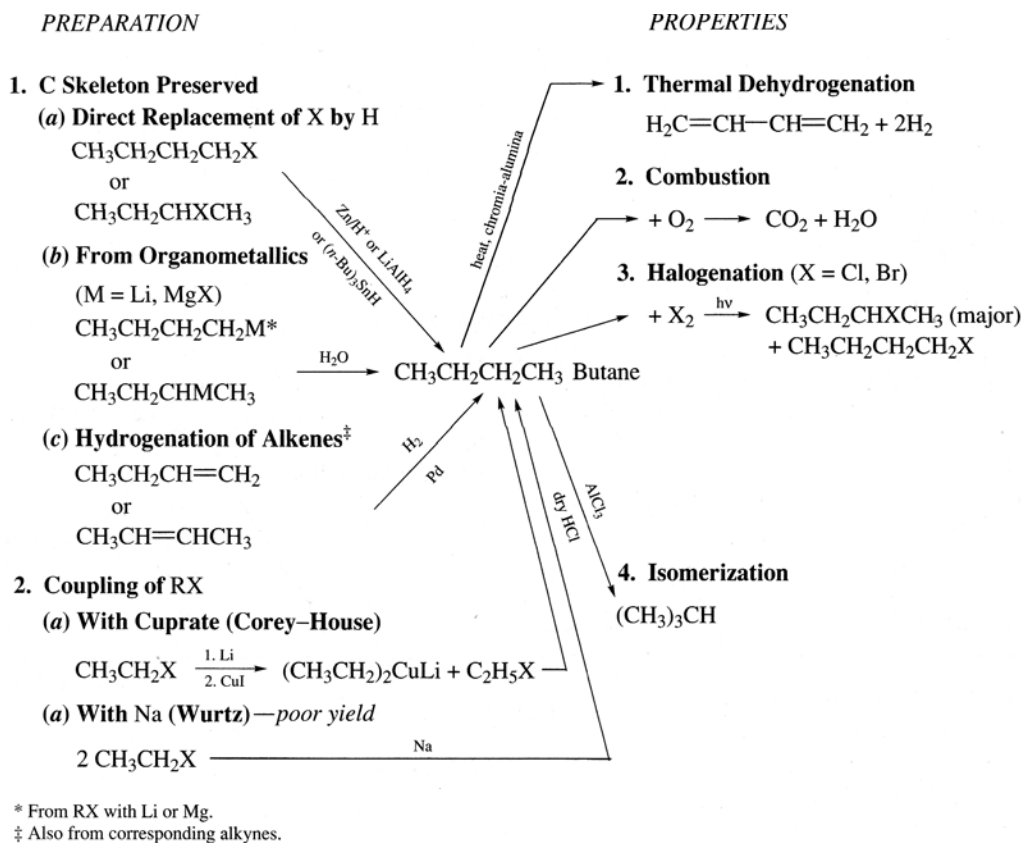 PREPARATION
1. C Skeleton Preserved
(a) Direct Replacement of X by H
CH₃CH₂CH₂CH₂X
or
CH₃CH₂CHXCH₃
Zn/H⁺ or LiAlH₄
or (n-Bu)₃SnH
(b) From Organometallics
(M = Li, MgX)
CH₃CH₂CH₂CH₂M*
or
CH₃CH₂CHMCH₃
H₂O
CH₃CH₂CH₂CH₃ Butane
(c) Hydrogenation of Alkenes‡
CH₃CH₂CH=CH₂
or
CH₃CH=CHCH₃
H₂
Pd
2. Coupling of RX
(a) With Cuprate (Corey–House)
CH₃CH₂X 1. Li 2. CuI (CH₃CH₂)₂CuLi + C₂H₅X
(a) With Na (Wurtz)—poor yield
2 CH₃CH₂X Na
dry HCl
PROPERTIES
1. Thermal Dehydrogenation
H₂C=CH—CH=CH₂ + 2H₂
heat, chromia-alumina
2. Combustion
+ O₂ → CO₂ + H₂O
3. Halogenation (X = Cl, Br)
+ X₂ hν → CH₃CH₂CHXCH₃ (major)
+ CH₃CH₂CH₂CH₂X
AlCl₃
4. Isomerization
(CH₃)₃CH
* From RX with Li or Mg.
‡ Also from corresponding alkynes.